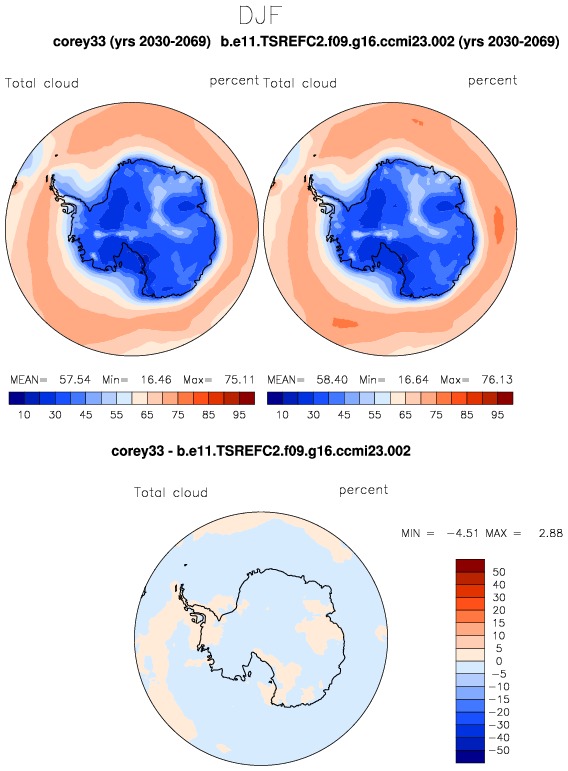 DJF
corey33 (yrs 2030-2069) b.e11.TSREFC2.f09.g16.ccmi23.002 (yrs 2030-2069)
Total cloud percent Total cloud percent
MEAN= 57.54 Min= 16.46 Max= 75.11 MEAN= 58.40 Min= 16.64 Max= 76.13
10 30 45 55 65 75 85 95 10 30 45 55 65 75 85 95
corey33 - b.e11.TSREFC2.f09.g16.ccmi23.002
Total cloud percent
MIN = -4.51 MAX = 2.88
50
40
30
20
15
10
5
0
-5
-10
-15
-20
-30
-40
-50